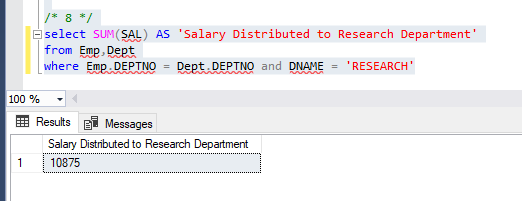 /* 8 */
select SUM(SAL) AS 'Salary Distributed to Research Department'
from Emp,Dept
where Emp.DEPTNO = Dept.DEPTNO and DNAME = 'RESEARCH'
100 %
Results Messages
Salary Distributed to Research Department
1 10875